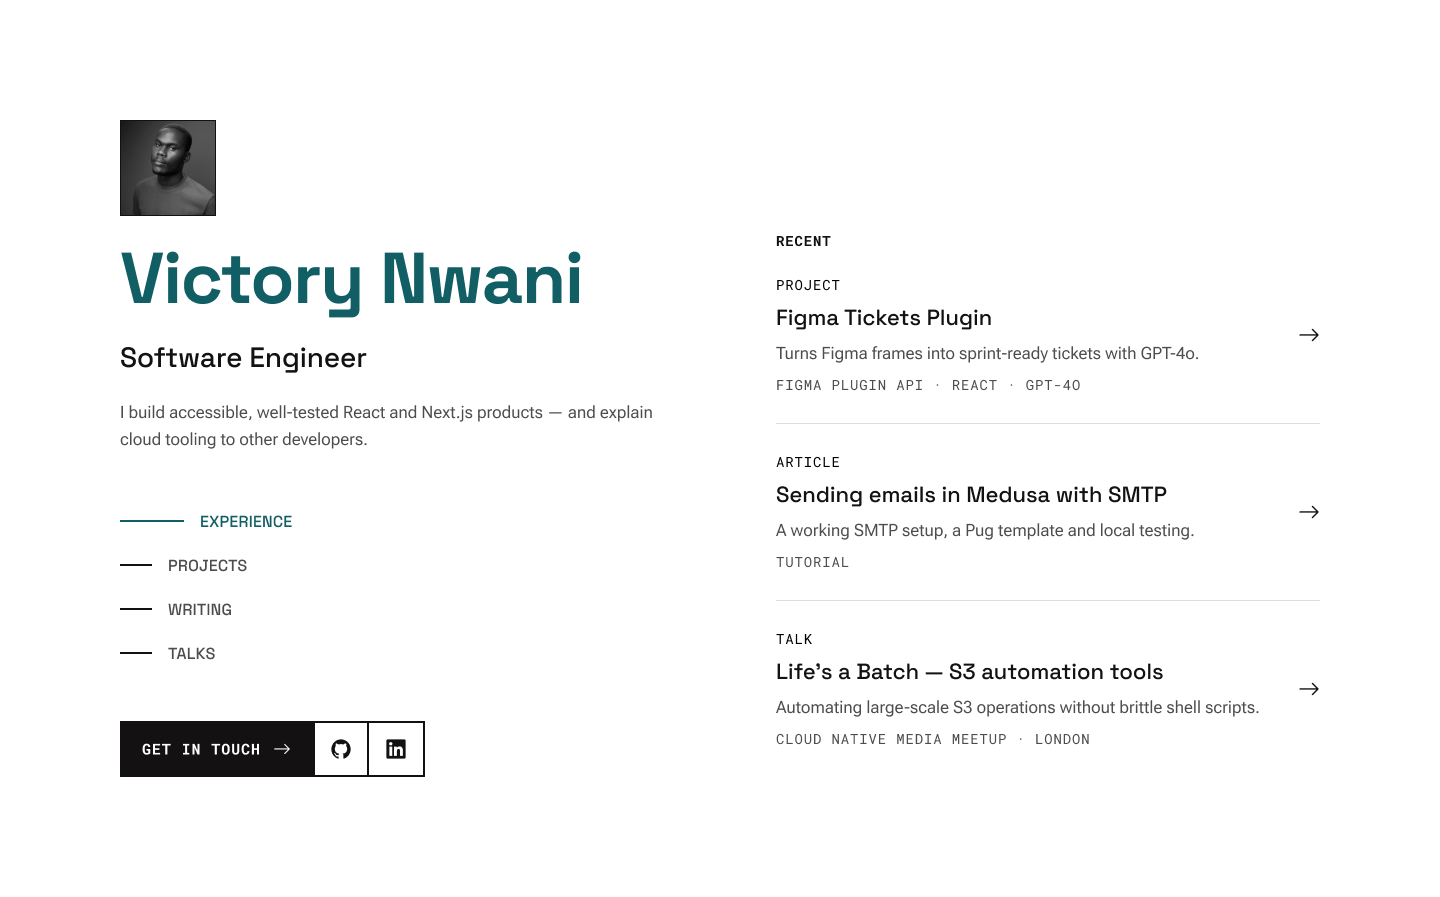 Victory Nwani
Software Engineer
I build accessible, well-tested React and Next.js products — and explain
cloud tooling to other developers.
EXPERIENCE
PROJECTS
WRITING
TALKS
GET IN TOUCH →
in
RECENT
PROJECT
Figma Tickets Plugin
Turns Figma frames into sprint-ready tickets with GPT-4o.
FIGMA PLUGIN API · REACT · GPT-4O
ARTICLE
Sending emails in Medusa with SMTP
A working SMTP setup, a Pug template and local testing.
TUTORIAL
TALK
Life’s a Batch — S3 automation tools
Automating large-scale S3 operations without brittle shell scripts.
CLOUD NATIVE MEDIA MEETUP · LONDON